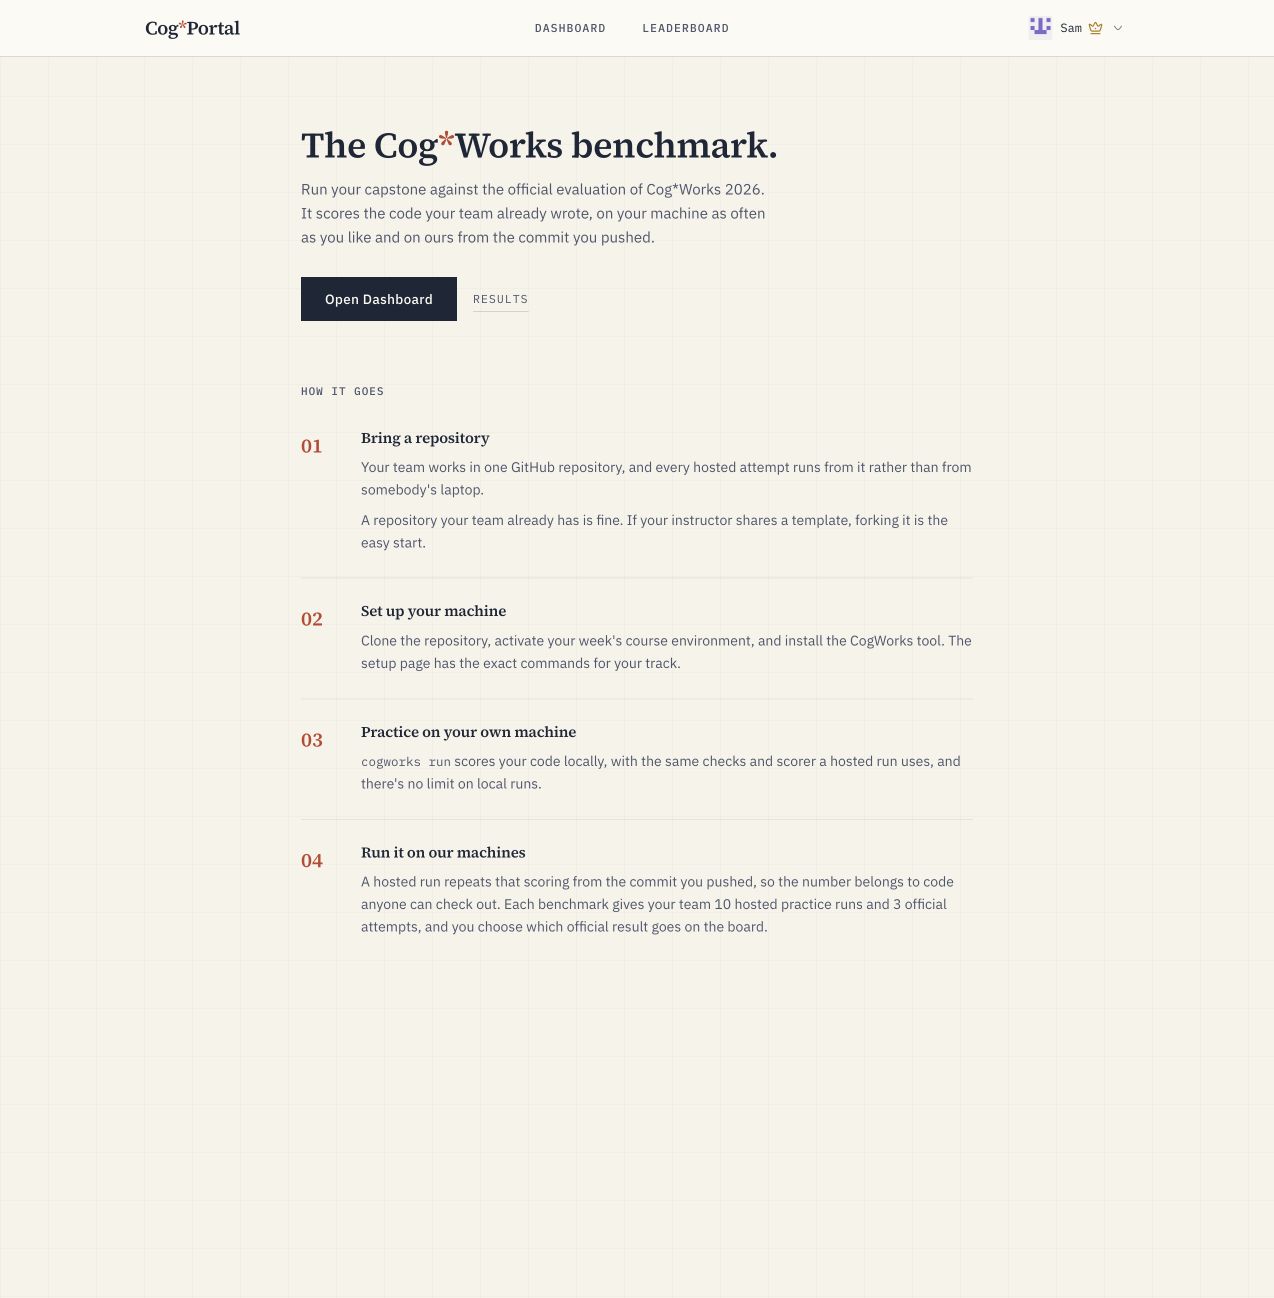 Cog*Portal
DASHBOARD
LEADERBOARD
Sam
The Cog*Works benchmark.
Run your capstone against the official evaluation of Cog*Works 2026.
It scores the code your team already wrote, on your machine as often
as you like and on ours from the commit you pushed.
Open Dashboard
RESULTS
HOW IT GOES
01
Bring a repository
Your team works in one GitHub repository, and every hosted attempt runs from it rather than from
somebody's laptop.
A repository your team already has is fine. If your instructor shares a template, forking it is the
easy start.
02
Set up your machine
Clone the repository, activate your week's course environment, and install the CogWorks tool. The
setup page has the exact commands for your track.
03
Practice on your own machine
cogworks run scores your code locally, with the same checks and scorer a hosted run uses, and
there's no limit on local runs.
04
Run it on our machines
A hosted run repeats that scoring from the commit you pushed, so the number belongs to code
anyone can check out. Each benchmark gives your team 10 hosted practice runs and 3 official
attempts, and you choose which official result goes on the board.